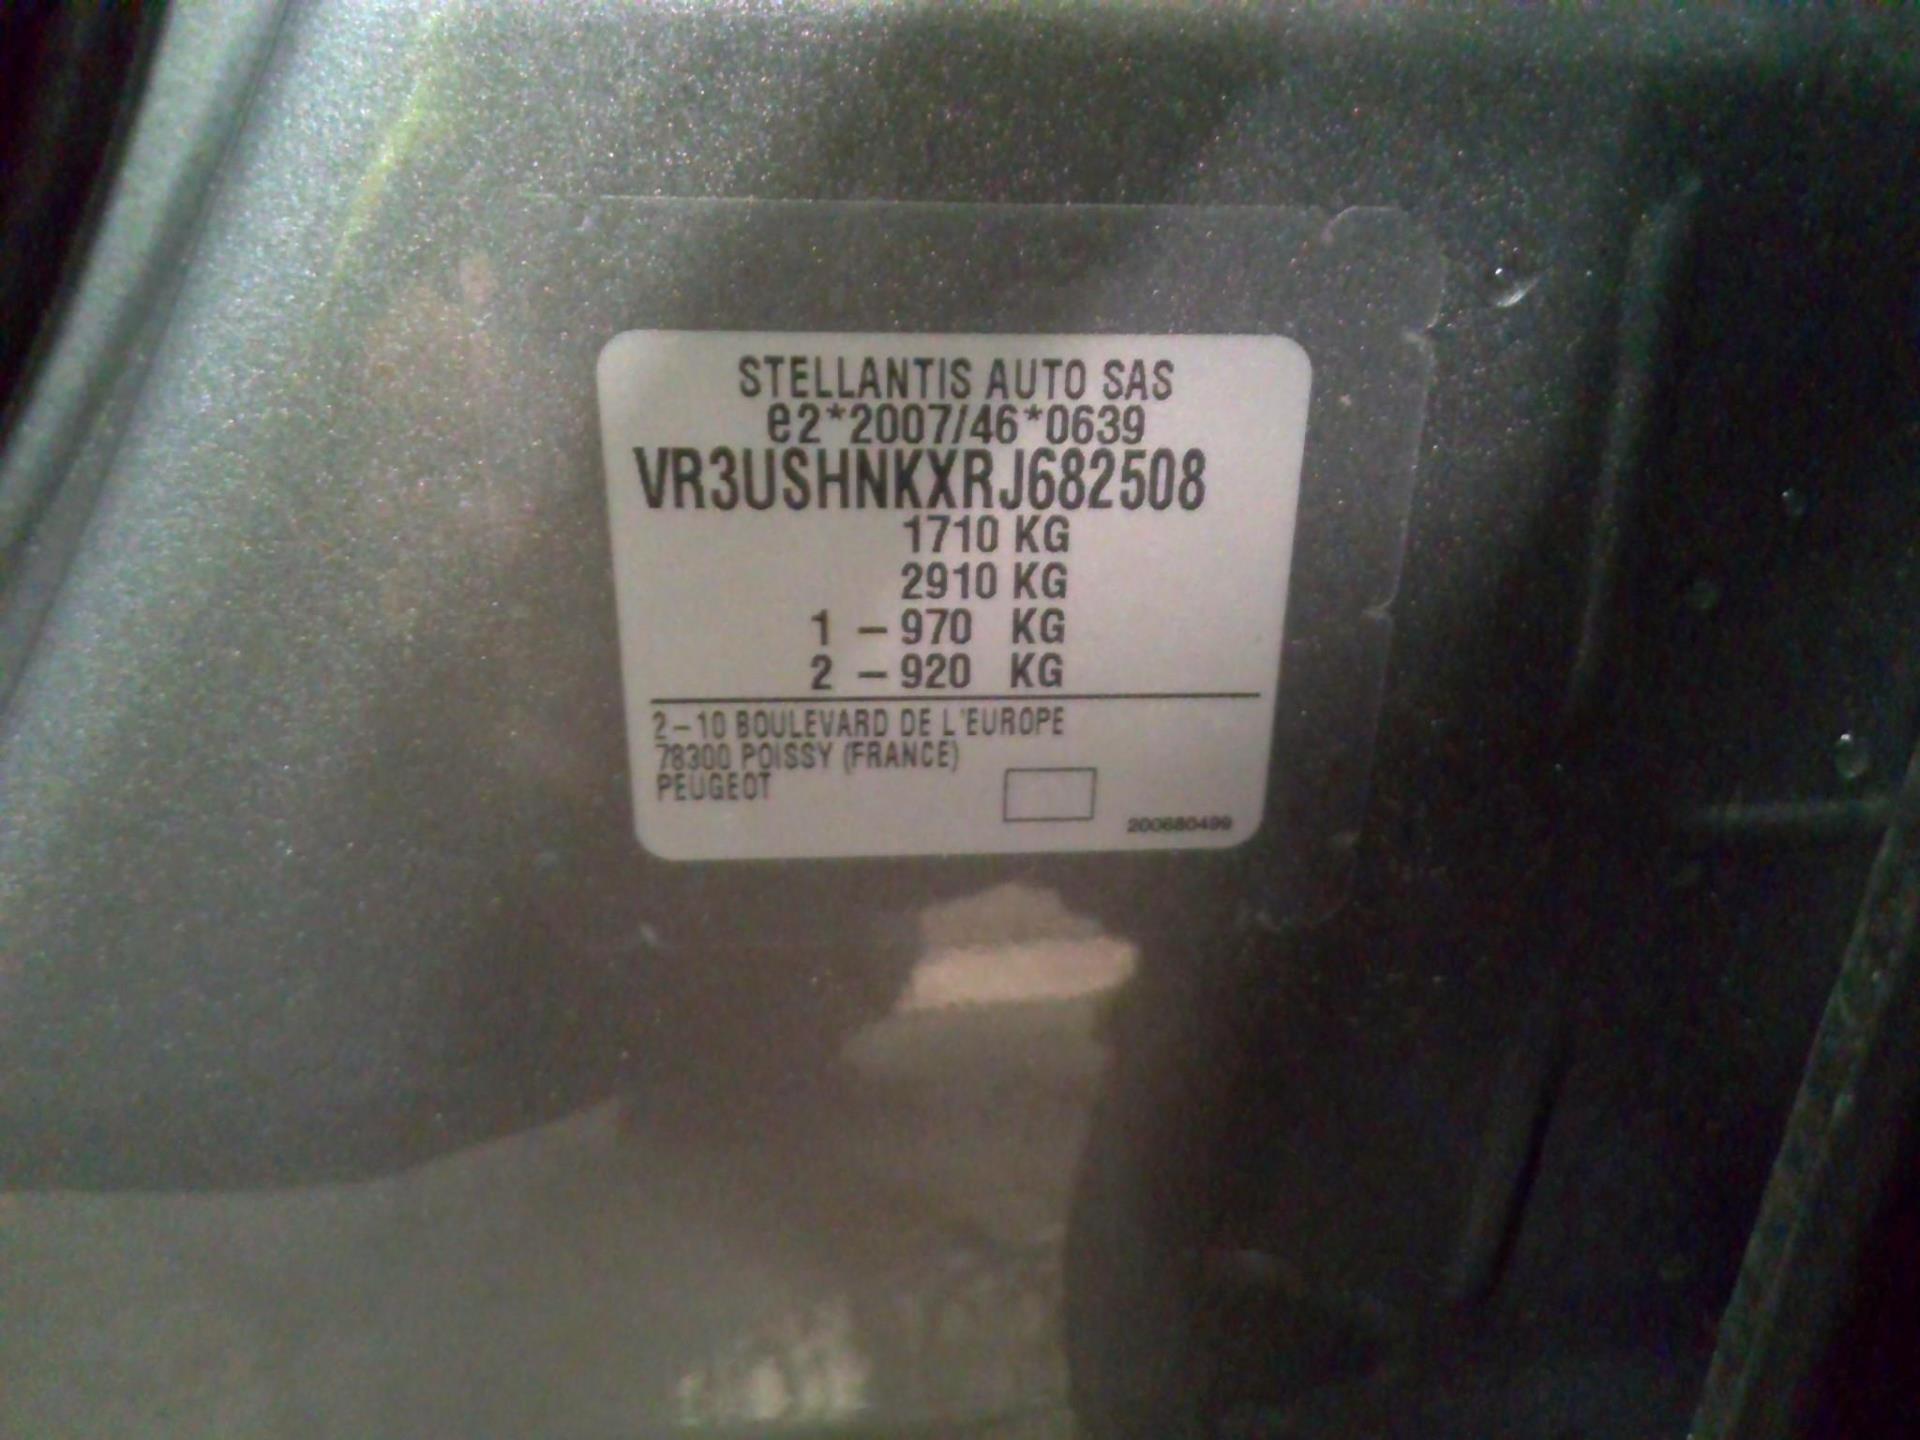 STELLANTIS AUTO SAS
e2*2007/46*0639
VR3USHNKXRJ682508
1710 KG
2910 KG
1 – 970 KG
2 – 920 KG
2–10 BOULEVARD DE L'EUROPE
78300 POISSY (FRANCE)
PEUGEOT
200680499